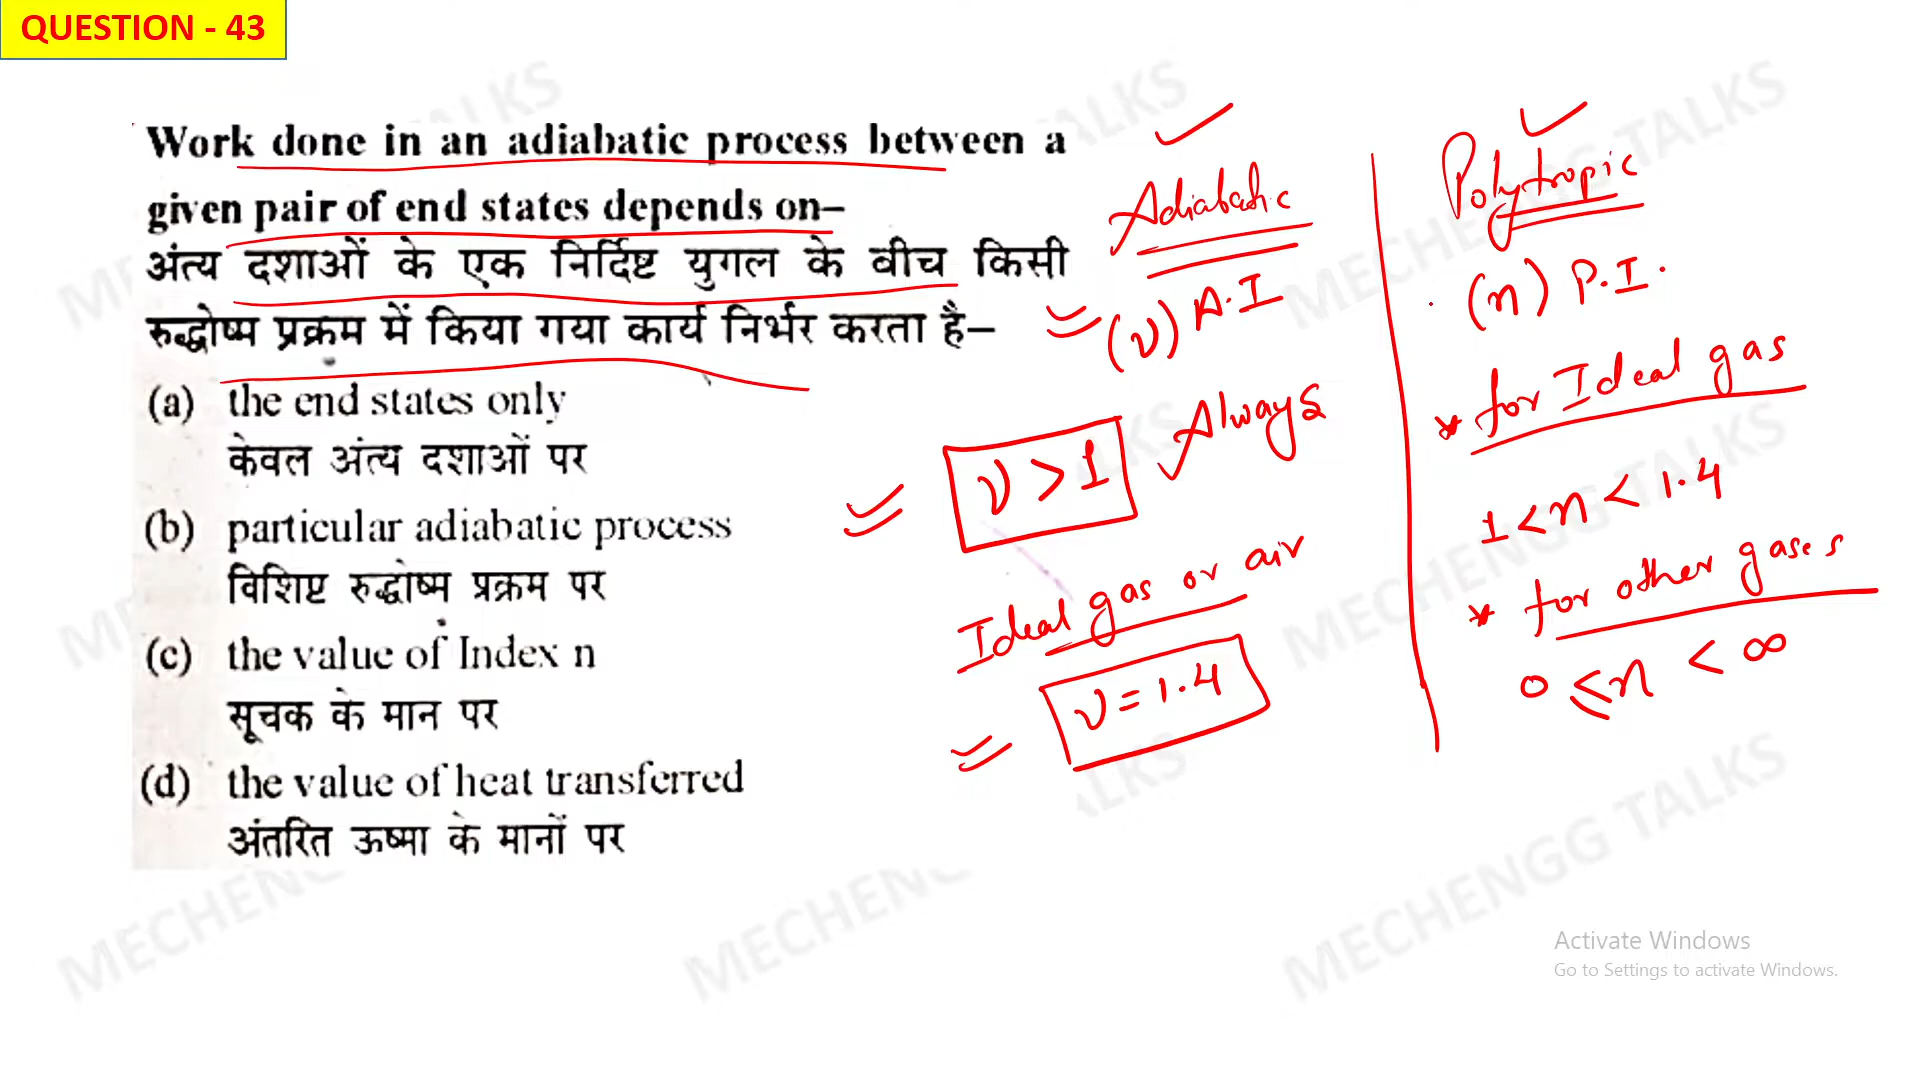 QUESTION - 43
Work done in an adiabatic process between a
given pair of end states depends on–
अंत्य दशाओं के एक निर्दिष्ट युगल के बीच किसी
रुद्धोष्म प्रक्रम में किया गया कार्य निर्भर करता है–
(a) the end states only
केवल अंत्य दशाओं पर
(b) particular adiabatic process
विशिष्ट रुद्धोष्म प्रक्रम पर
(c) the value of Index n
सूचक के मान पर
(d) the value of heat transferred
अंतरित ऊष्मा के मानों पर
Adiabatic
(ν) A.I
ν > 1 Always
Ideal gas or air
ν = 1.4
Polytropic
(n) P.I.
* for Ideal gas
1 < n < 1.4
* for other gases
0 ≤ n < ∞
MECHENGG TALKS
Activate Windows
Go to Settings to activate Windows.